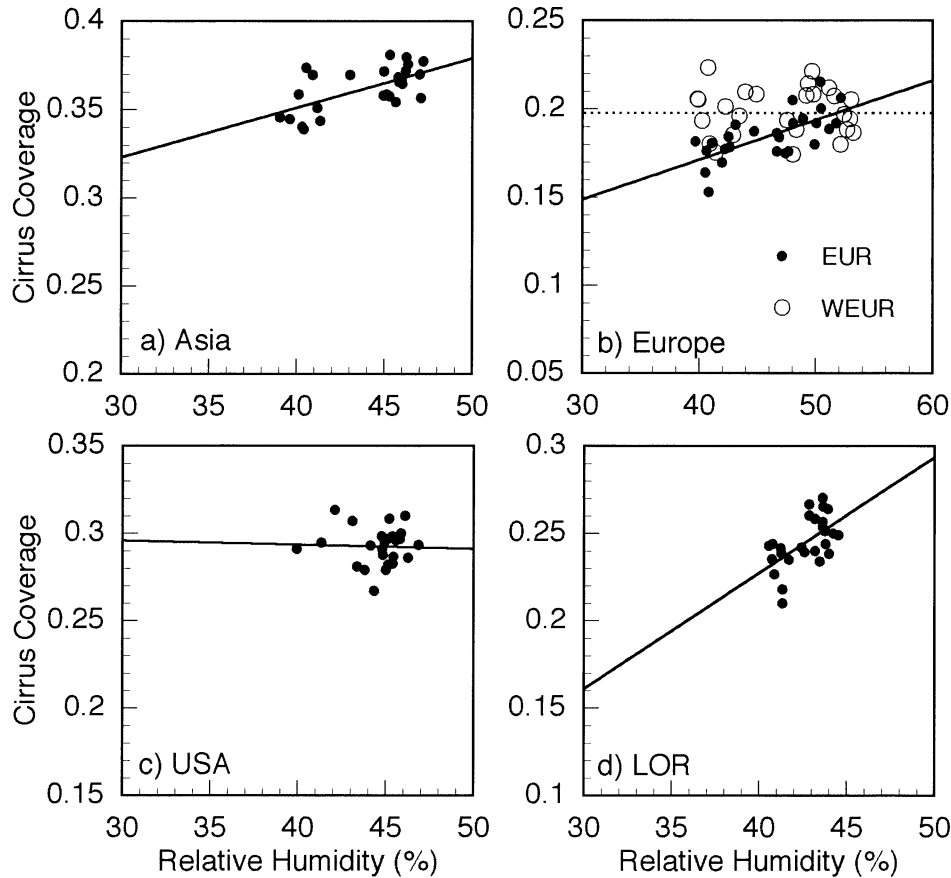 0.4
0.35
0.3
0.25
0.2
Cirrus Coverage
a) Asia
30 35 40 45 50
0.25
0.2
0.15
0.1
0.05
EUR
WEUR
b) Europe
30 40 50 60
0.35
0.3
0.25
0.2
0.15
Cirrus Coverage
c) USA
30 35 40 45 50
Relative Humidity (%)
0.3
0.25
0.2
0.15
0.1
d) LOR
30 35 40 45 50
Relative Humidity (%)